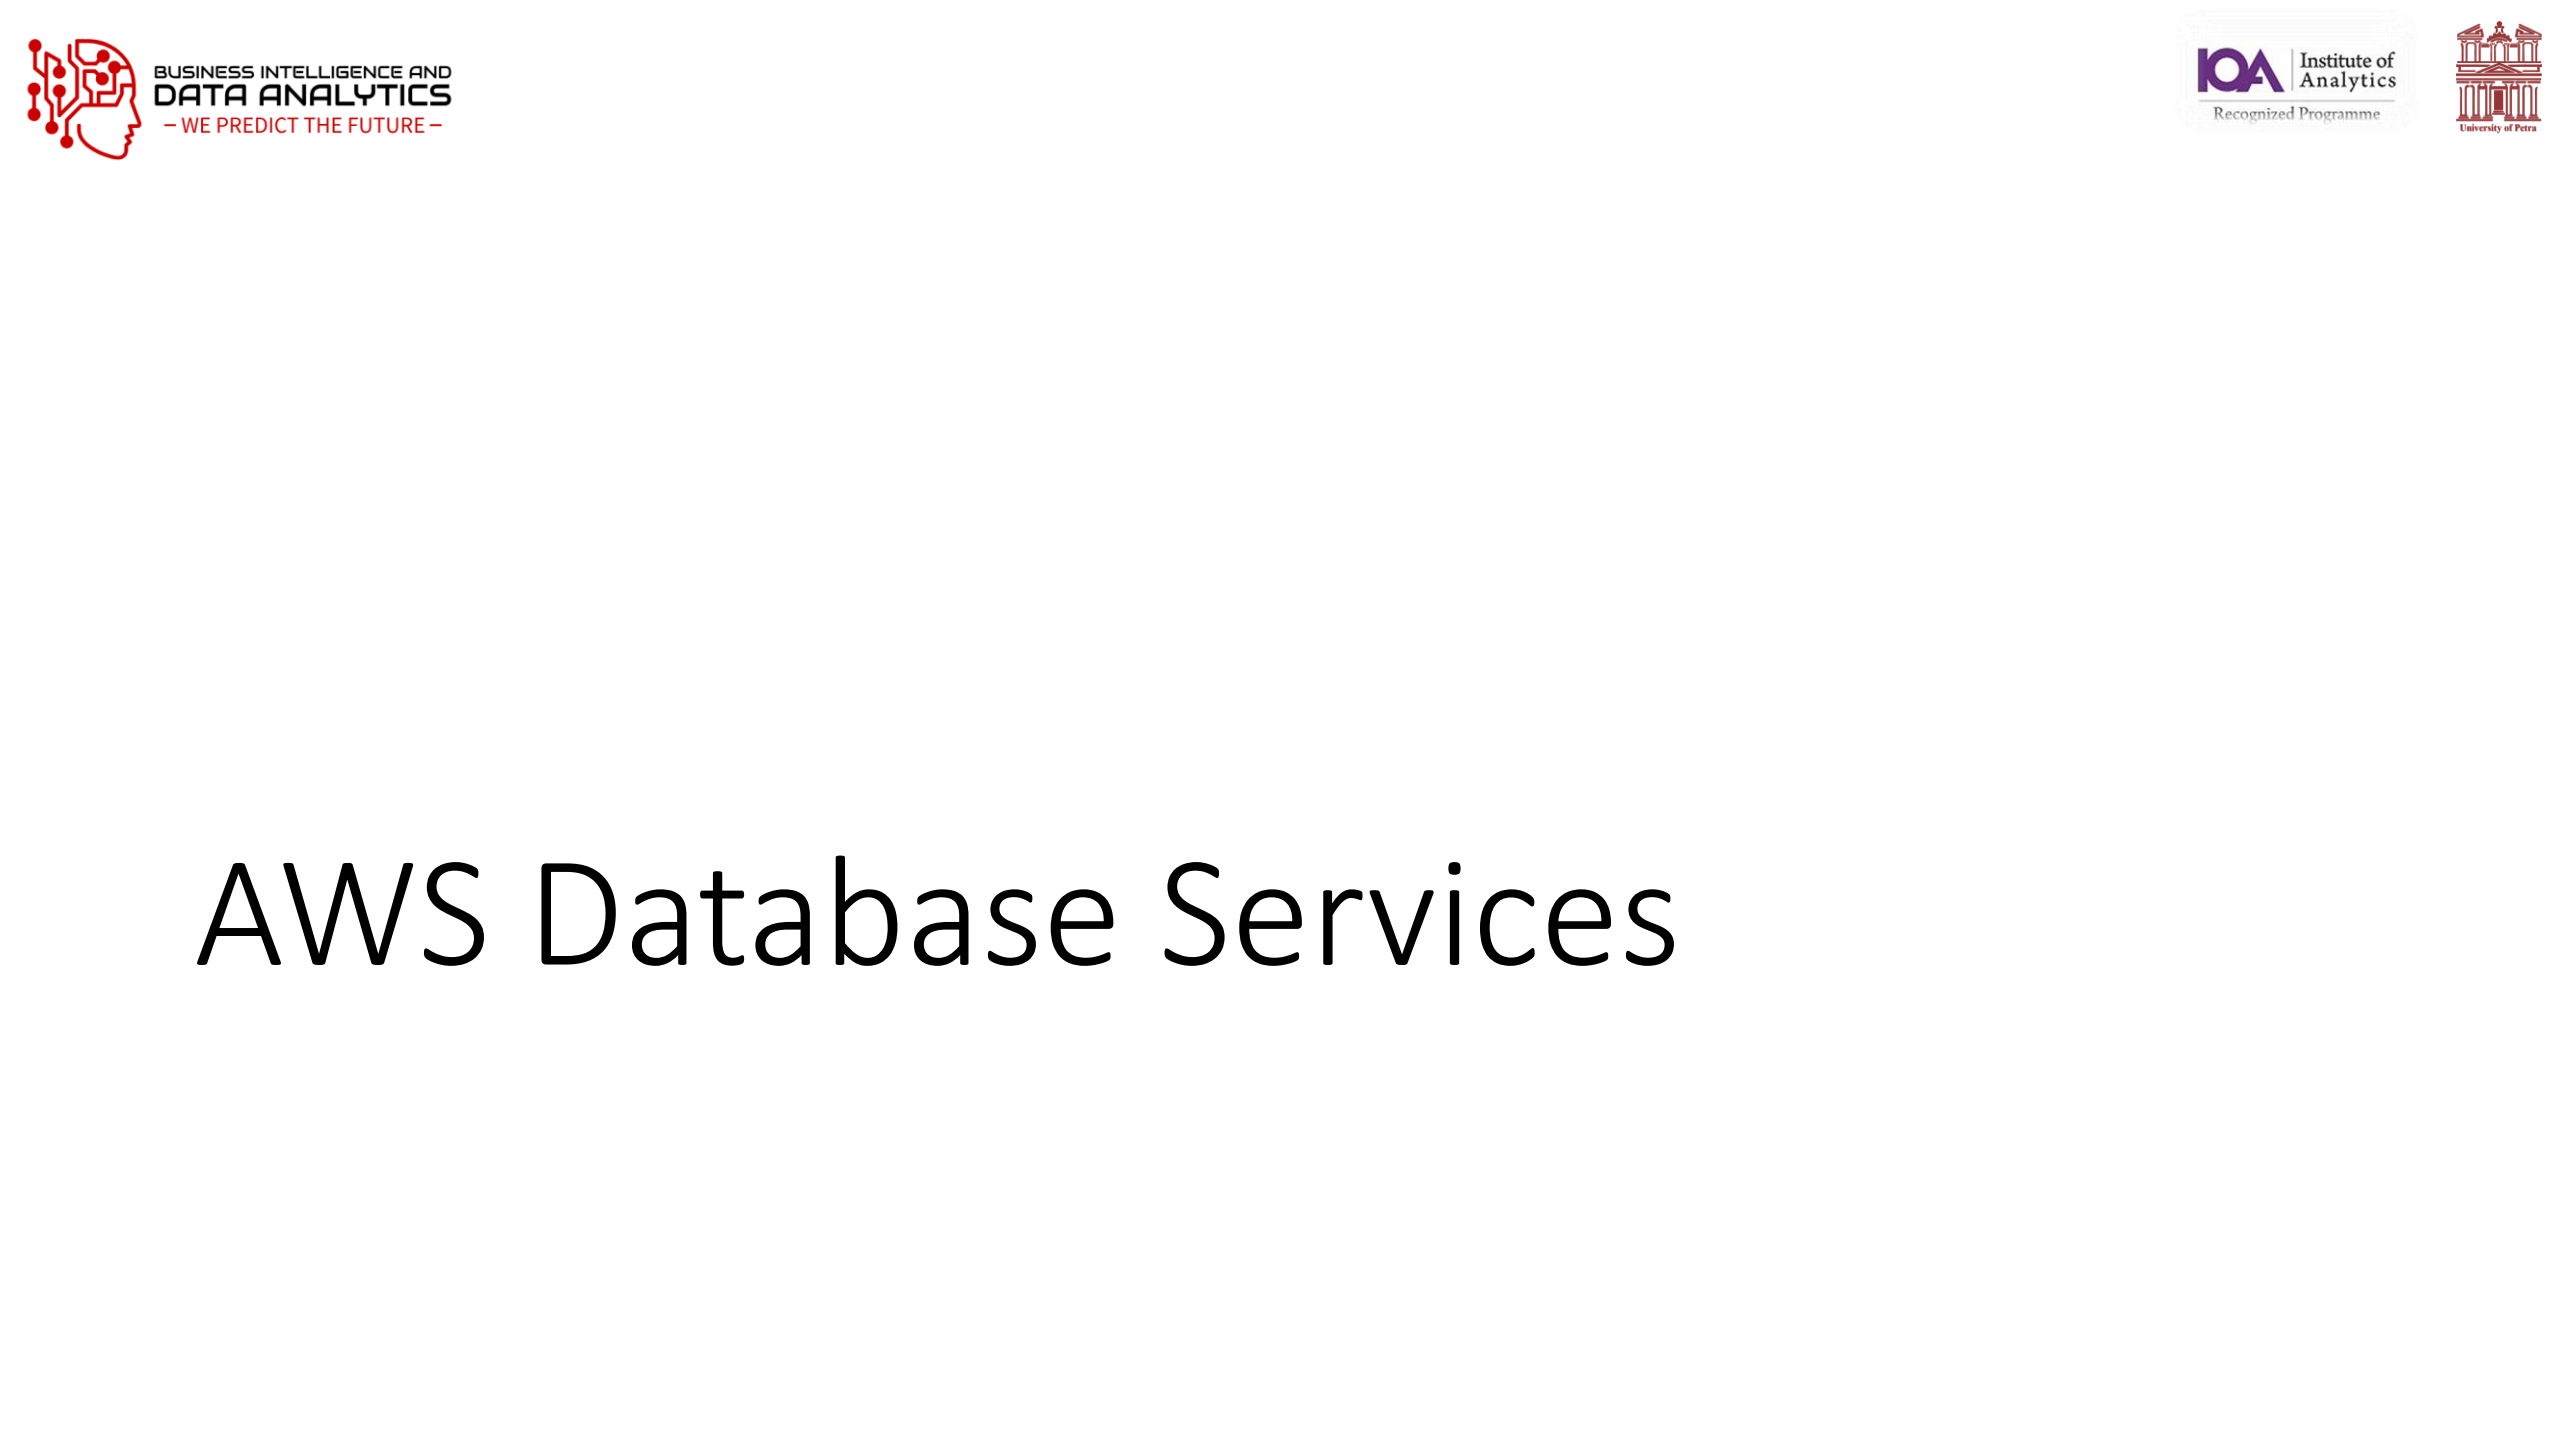 BUSINESS INTELLIGENCE AND
DATA ANALYTICS
– WE PREDICT THE FUTURE –
IOA
Institute of
Analytics
Recognized Programme
University of Petra
AWS Database Services